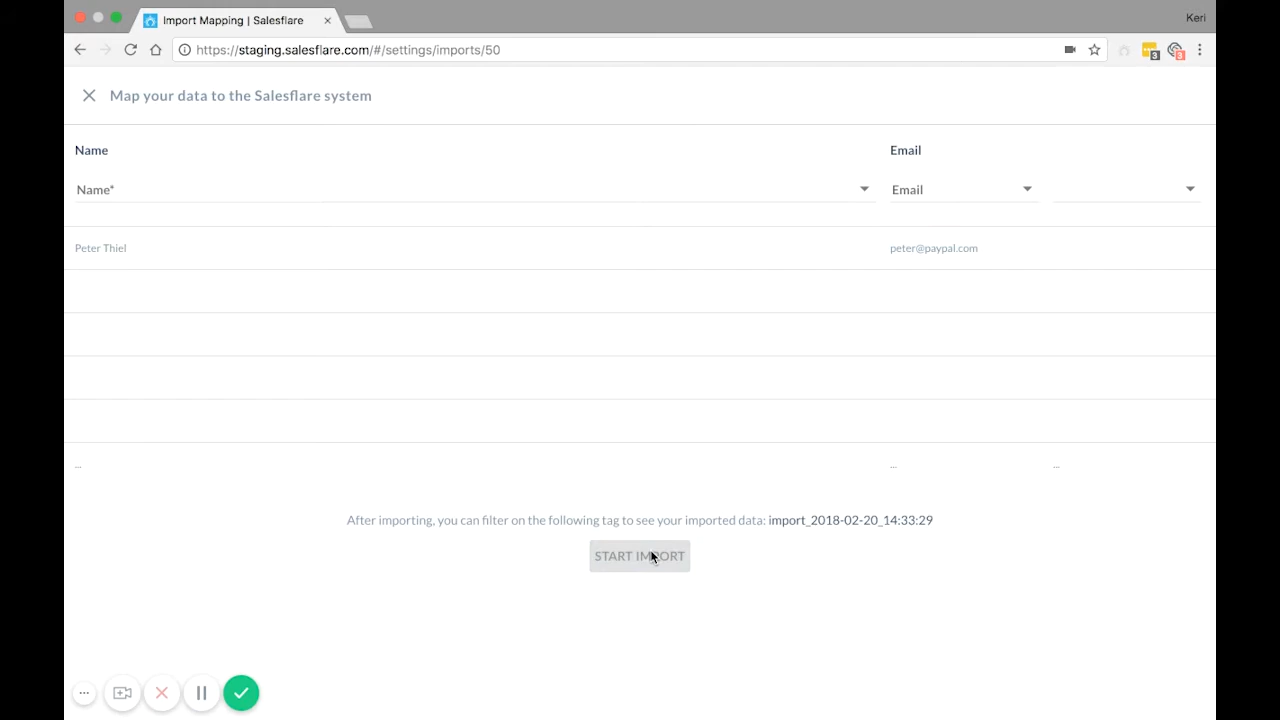 Import Mapping | Salesflare
Keri
https://staging.salesflare.com/#/settings/imports/50
3
3
Map your data to the Salesflare system
Name Email
Name* Email
Peter Thiel peter@paypal.com
... ... ...
After importing, you can filter on the following tag to see your imported data: import_2018-02-20_14:33:29
START IMPORT